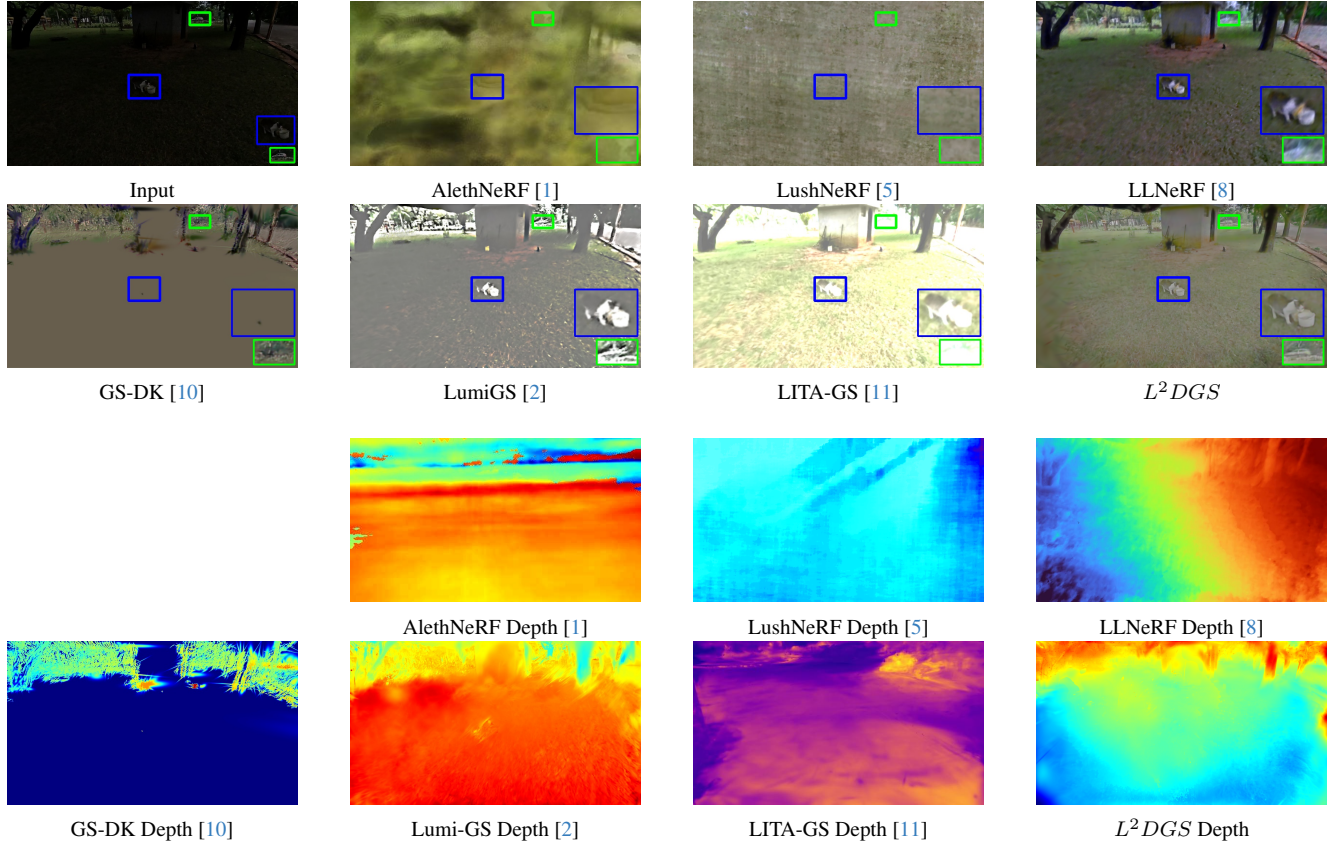 Input
AlethNeRF [1]
LushNeRF [5]
LLNeRF [8]
GS-DK [10]
LumiGS [2]
LITA-GS [11]
L²DGS
AlethNeRF Depth [1]
LushNeRF Depth [5]
LLNeRF Depth [8]
GS-DK Depth [10]
Lumi-GS Depth [2]
LITA-GS Depth [11]
L²DGS Depth